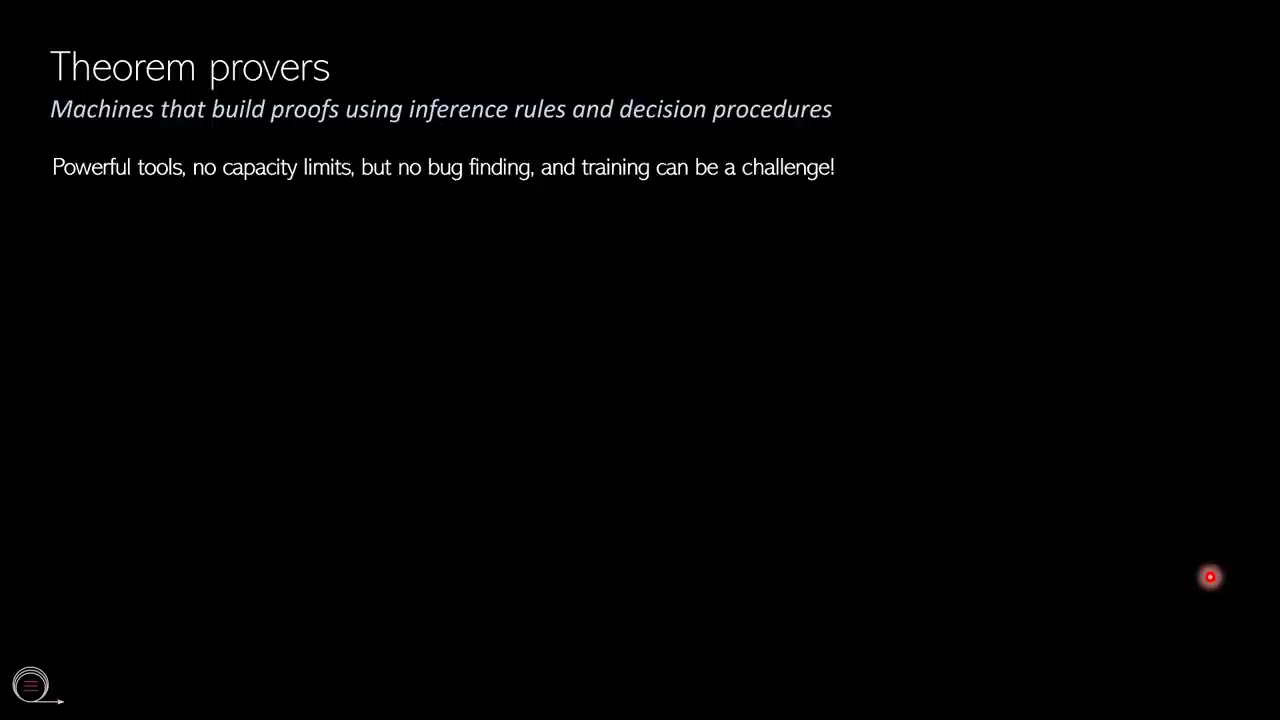 Theorem provers
Machines that build proofs using inference rules and decision procedures
Powerful tools, no capacity limits, but no bug finding, and training can be a challenge!